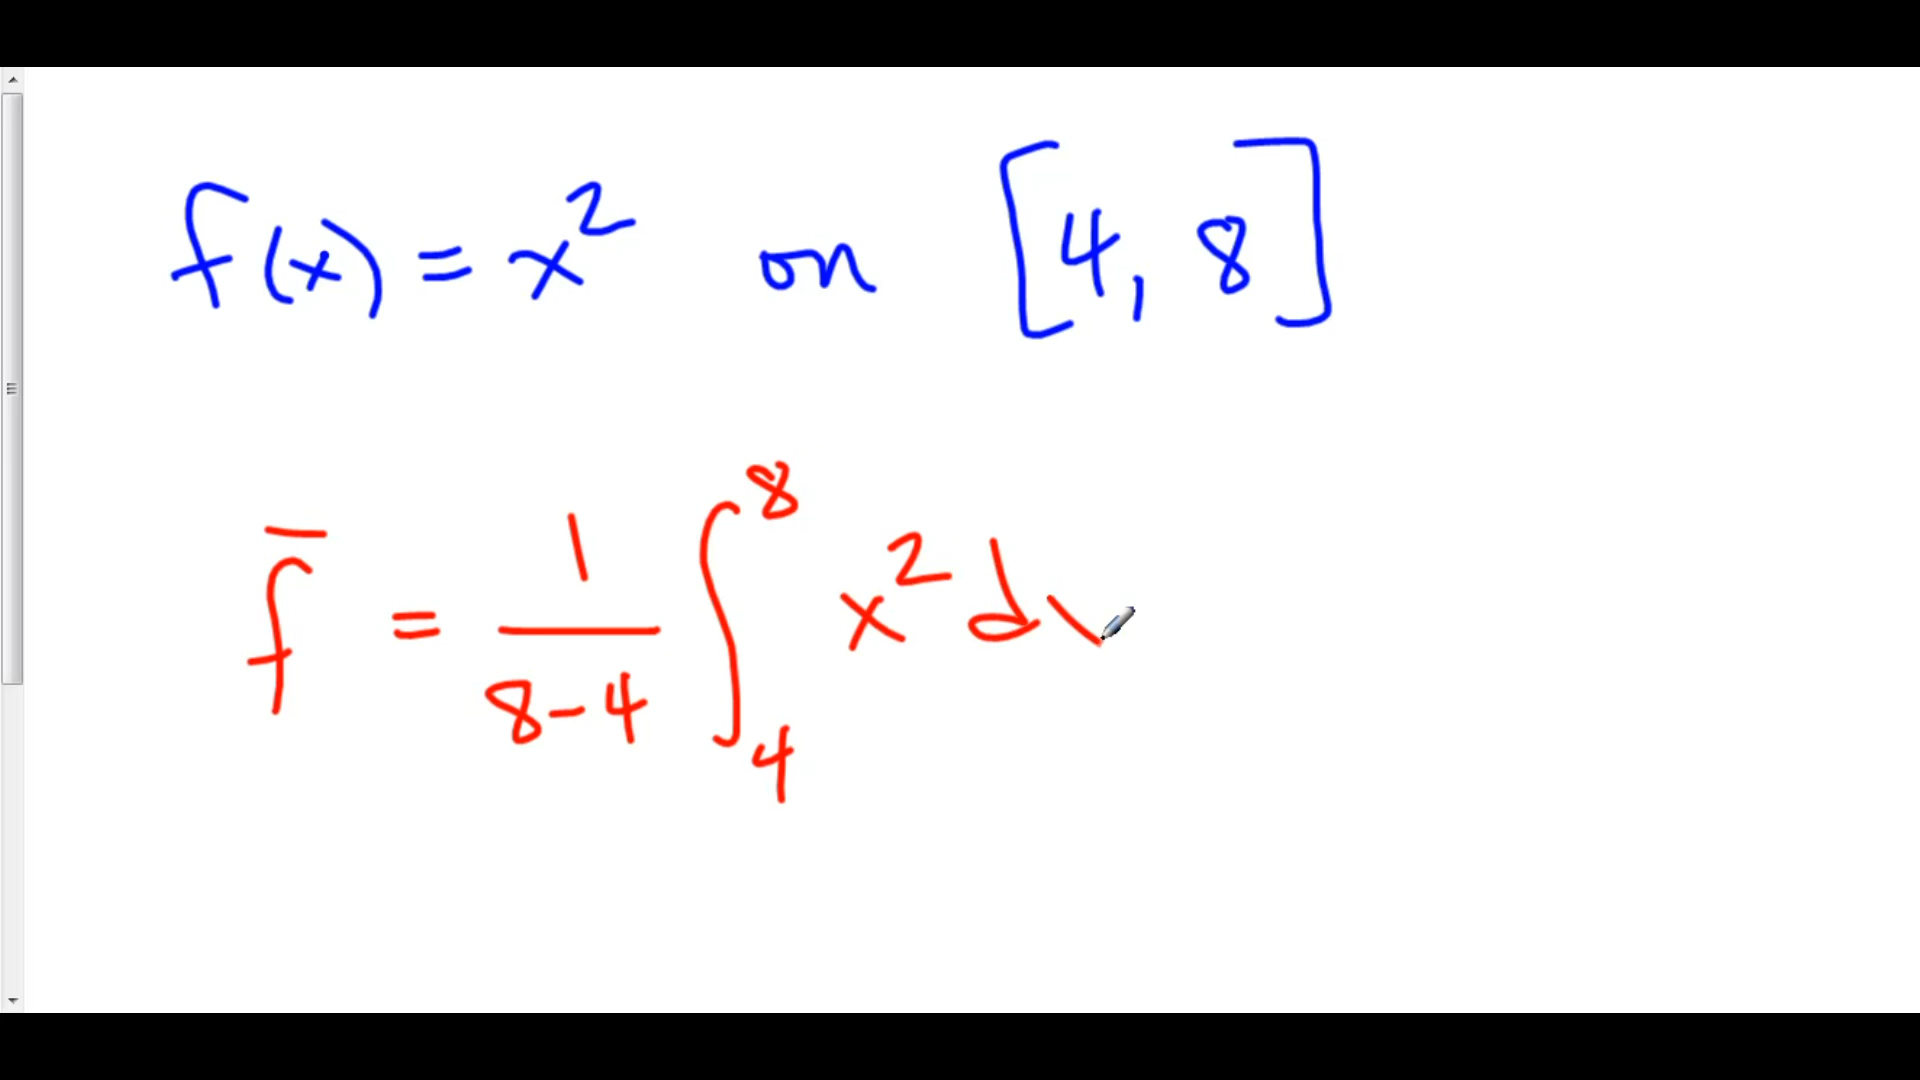 f(x) = x² on [4, 8]
f̄ = 1/(8-4) ∫₄⁸ x² d